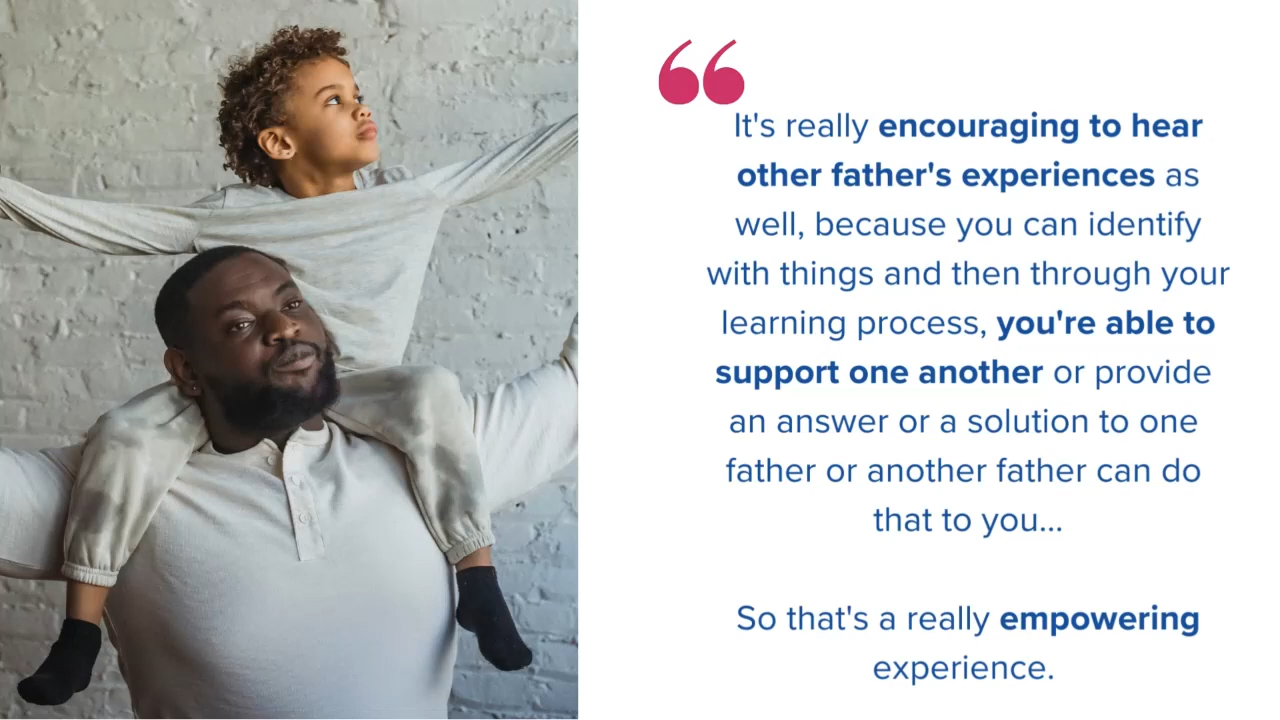 “
It's really encouraging to hear
other father's experiences as
well, because you can identify
with things and then through your
learning process, you're able to
support one another or provide
an answer or a solution to one
father or another father can do
that to you...
So that's a really empowering
experience.